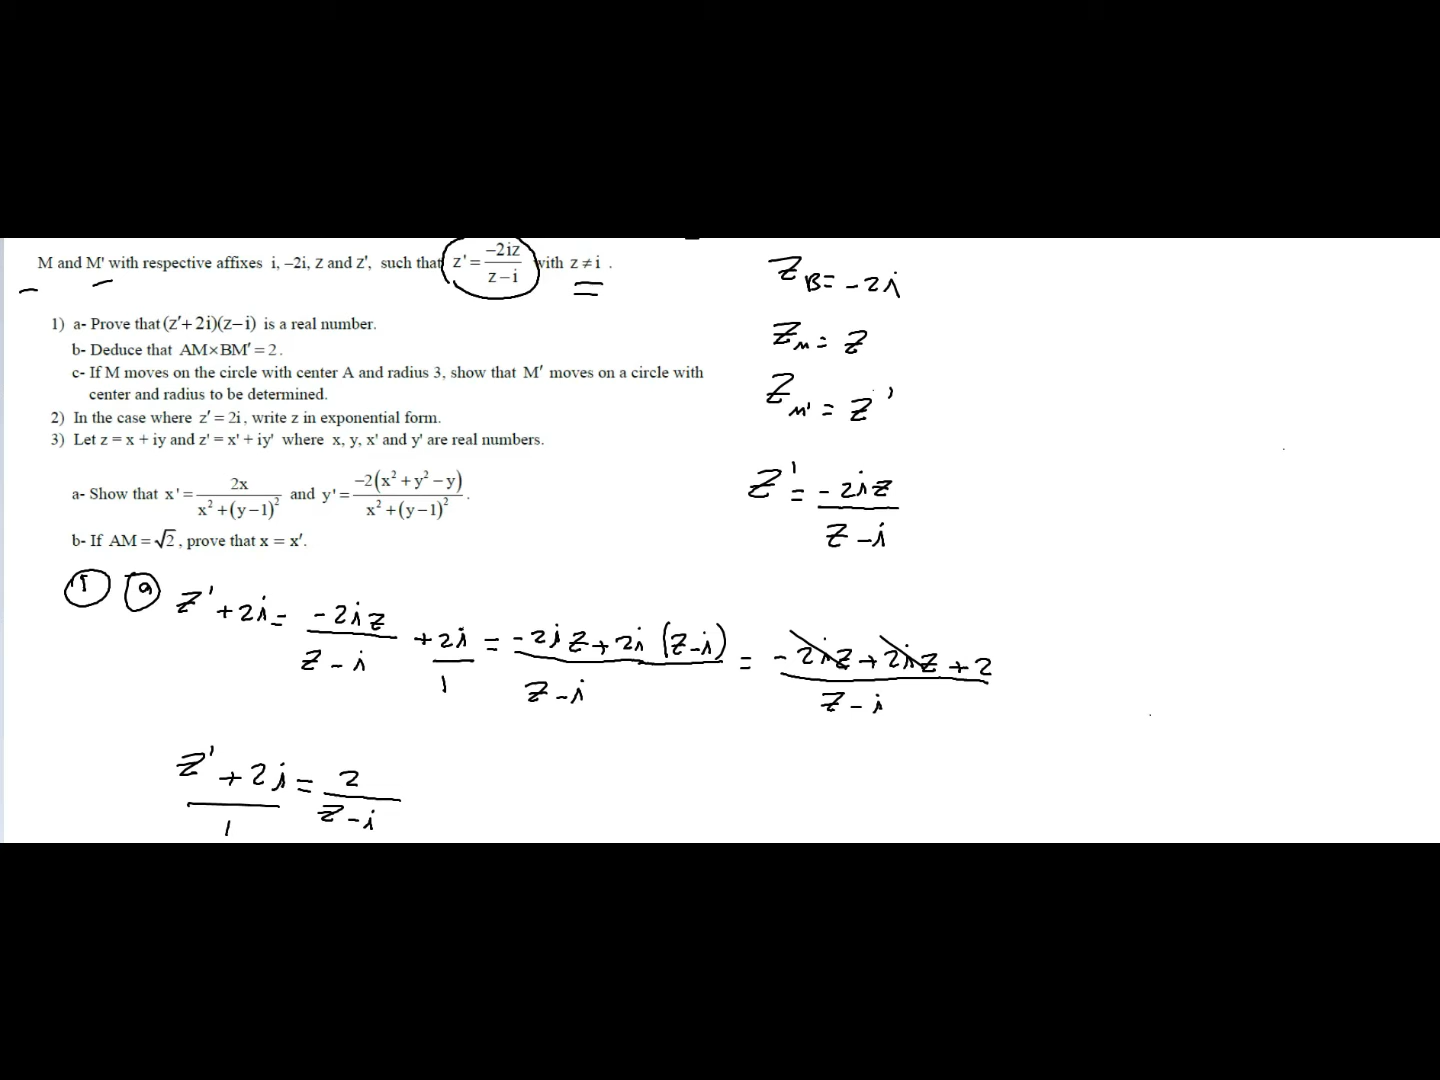 M and M' with respective affixes i, −2i, z and z', such that z' = −2iz / z−i with z ≠ i .
1) a- Prove that (z′+ 2i)(z−i) is a real number.
b- Deduce that AM×BM′ = 2 .
c- If M moves on the circle with center A and radius 3, show that M′ moves on a circle with
center and radius to be determined.
2) In the case where z′ = 2i, write z in exponential form.
3) Let z = x + iy and z' = x' + iy' where x, y, x' and y' are real numbers.
a- Show that x' = 2x / x² + (y−1)² and y' = −2(x² + y² − y) / x² + (y−1)² .
b- If AM = √2 , prove that x = x′.
Z_B = -2i
Z_M = Z
Z_M' = Z'
Z' = -2iZ / Z-i
1 a Z' + 2i = -2iZ / Z-i + 2i / 1 = -2iZ + 2i (Z-i) / Z-i = -2iZ + 2iZ + 2 / Z-i
Z' + 2i / 1 = 2 / Z-i